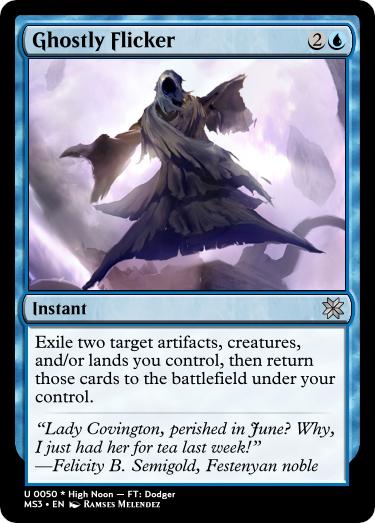 Ghostly Flicker 2
Instant
Exile two target artifacts, creatures,
and/or lands you control, then return
those cards to the battlefield under your
control.
“Lady Covington, perished in June? Why,
I just had her for tea last week!”
—Felicity B. Semigold, Festenyan noble
U 0050 * High Noon — FT: Dodger
MS3 • EN Ramses Melendez